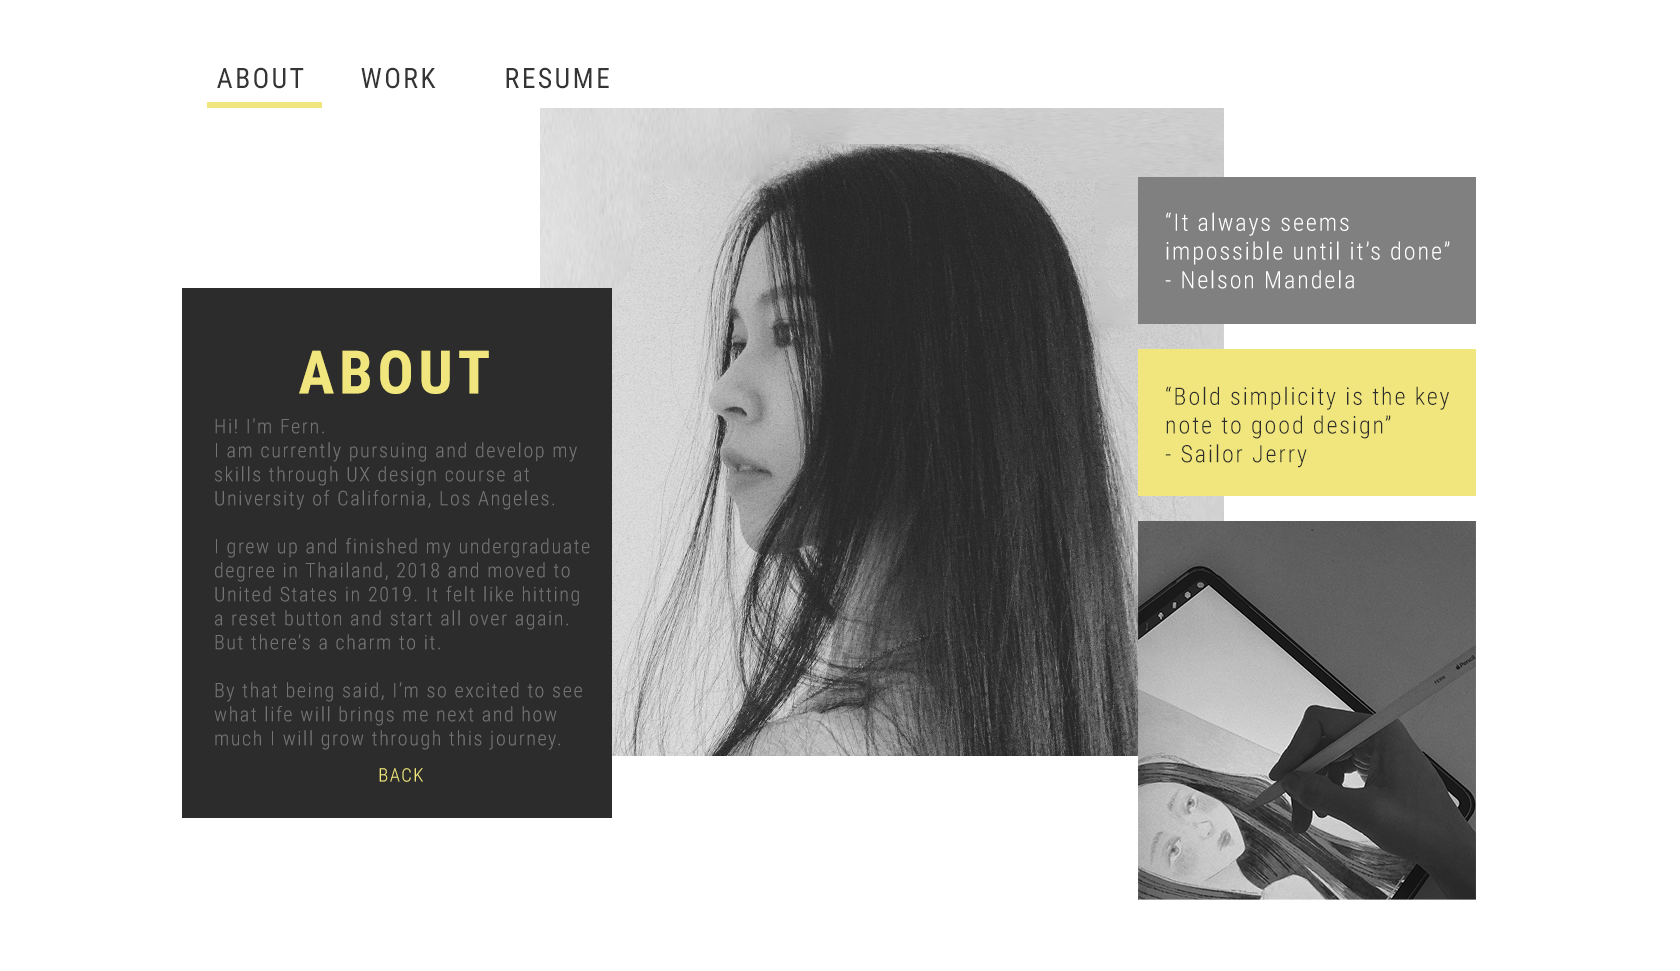 ABOUT WORK RESUME
ABOUT
Hi! I'm Fern.
I am currently pursuing and develop my
skills through UX design course at
University of California, Los Angeles.
I grew up and finished my undergraduate
degree in Thailand, 2018 and moved to
United States in 2019. It felt like hitting
a reset button and start all over again.
But there's a charm to it.
By that being said, I'm so excited to see
what life will brings me next and how
much I will grow through this journey.
BACK
“It always seems
impossible until it's done”
- Nelson Mandela
“Bold simplicity is the key
note to good design”
- Sailor Jerry
Pencil
FERN